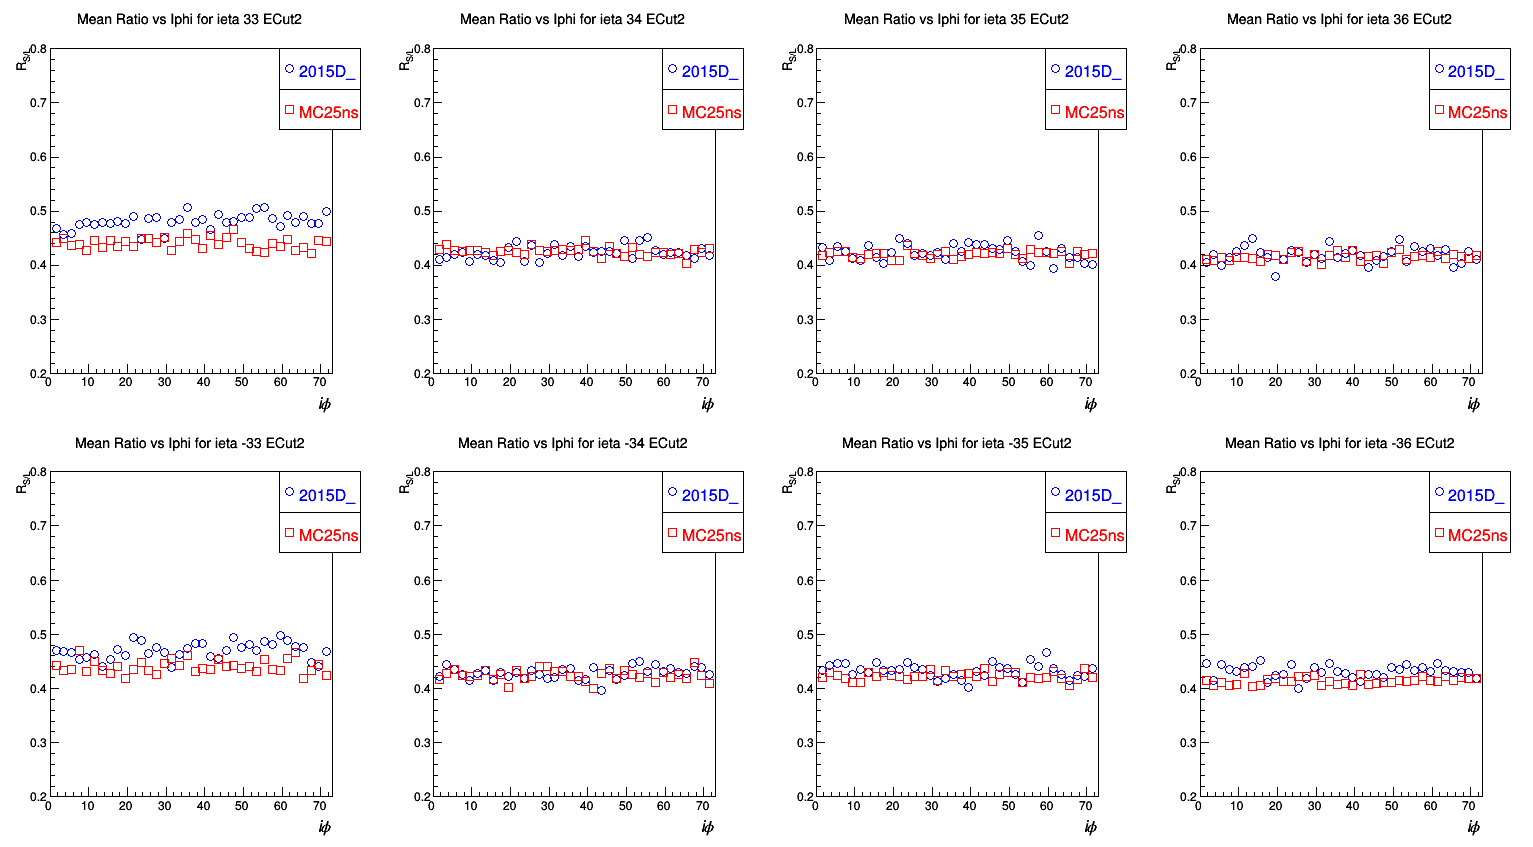 Mean Ratio vs Iphi for ieta 33 ECut2
R_S/L
0.8
0.7
0.6
0.5
0.4
0.3
0.2
2015D_
MC25ns
0 10 20 30 40 50 60 70
iϕ
Mean Ratio vs Iphi for ieta 34 ECut2
R_S/L
0.8
0.7
0.6
0.5
0.4
0.3
0.2
2015D_
MC25ns
0 10 20 30 40 50 60 70
iϕ
Mean Ratio vs Iphi for ieta 35 ECut2
R_S/L
0.8
0.7
0.6
0.5
0.4
0.3
0.2
2015D_
MC25ns
0 10 20 30 40 50 60 70
iϕ
Mean Ratio vs Iphi for ieta 36 ECut2
R_S/L
0.8
0.7
0.6
0.5
0.4
0.3
0.2
2015D_
MC25ns
0 10 20 30 40 50 60 70
iϕ
Mean Ratio vs Iphi for ieta -33 ECut2
R_S/L
0.8
0.7
0.6
0.5
0.4
0.3
0.2
2015D_
MC25ns
0 10 20 30 40 50 60 70
iϕ
Mean Ratio vs Iphi for ieta -34 ECut2
R_S/L
0.8
0.7
0.6
0.5
0.4
0.3
0.2
2015D_
MC25ns
0 10 20 30 40 50 60 70
iϕ
Mean Ratio vs Iphi for ieta -35 ECut2
R_S/L
0.8
0.7
0.6
0.5
0.4
0.3
0.2
2015D_
MC25ns
0 10 20 30 40 50 60 70
iϕ
Mean Ratio vs Iphi for ieta -36 ECut2
R_S/L
0.8
0.7
0.6
0.5
0.4
0.3
0.2
2015D_
MC25ns
0 10 20 30 40 50 60 70
iϕ